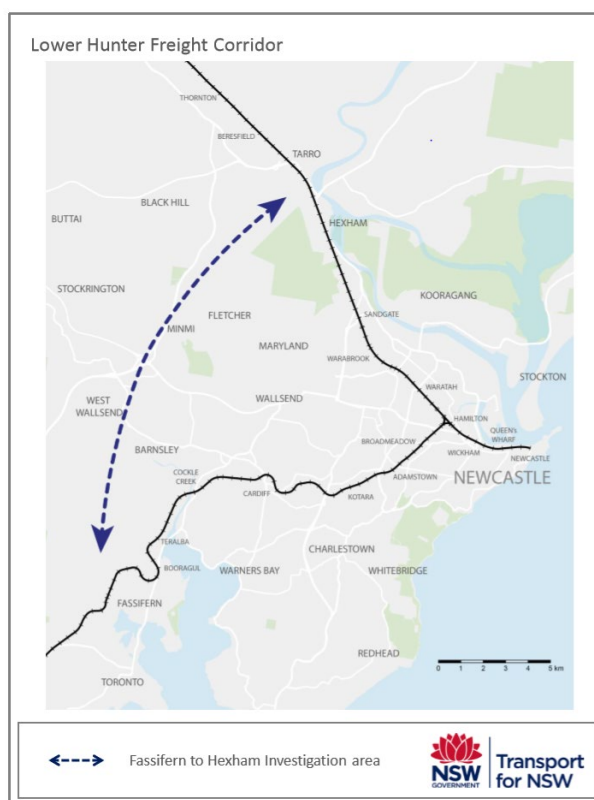 Lower Hunter Freight Corridor
THORNTON
BERESFIELD
TARRO
BLACK HILL
BUTTAI
HEXHAM
STOCKRINGTON
KOORAGANG
FLETCHER
SANDGATE
MINMI
MARYLAND
WARABROOK
STOCKTON
WARATAH
WEST
WALLSEND
WALLSEND
HAMILTON
QUEEN's
WHARF
BROADMEADOW
BARNSLEY
WICKHAM
NEWCASTLE
COCKLE
CREEK
ADAMSTOWN
NEWCASTLE
CARDIFF
KOTARA
TEKALBA
CHARLESTOWN
BOORAGUL
WARNERS BAY
WHITEBRIDGE
FASSIFERN
REDHEAD
0 1 2 3 4 5 km
TORONTO
Fassifern to Hexham Investigation area
NSW
GOVERNMENT
Transport
for NSW